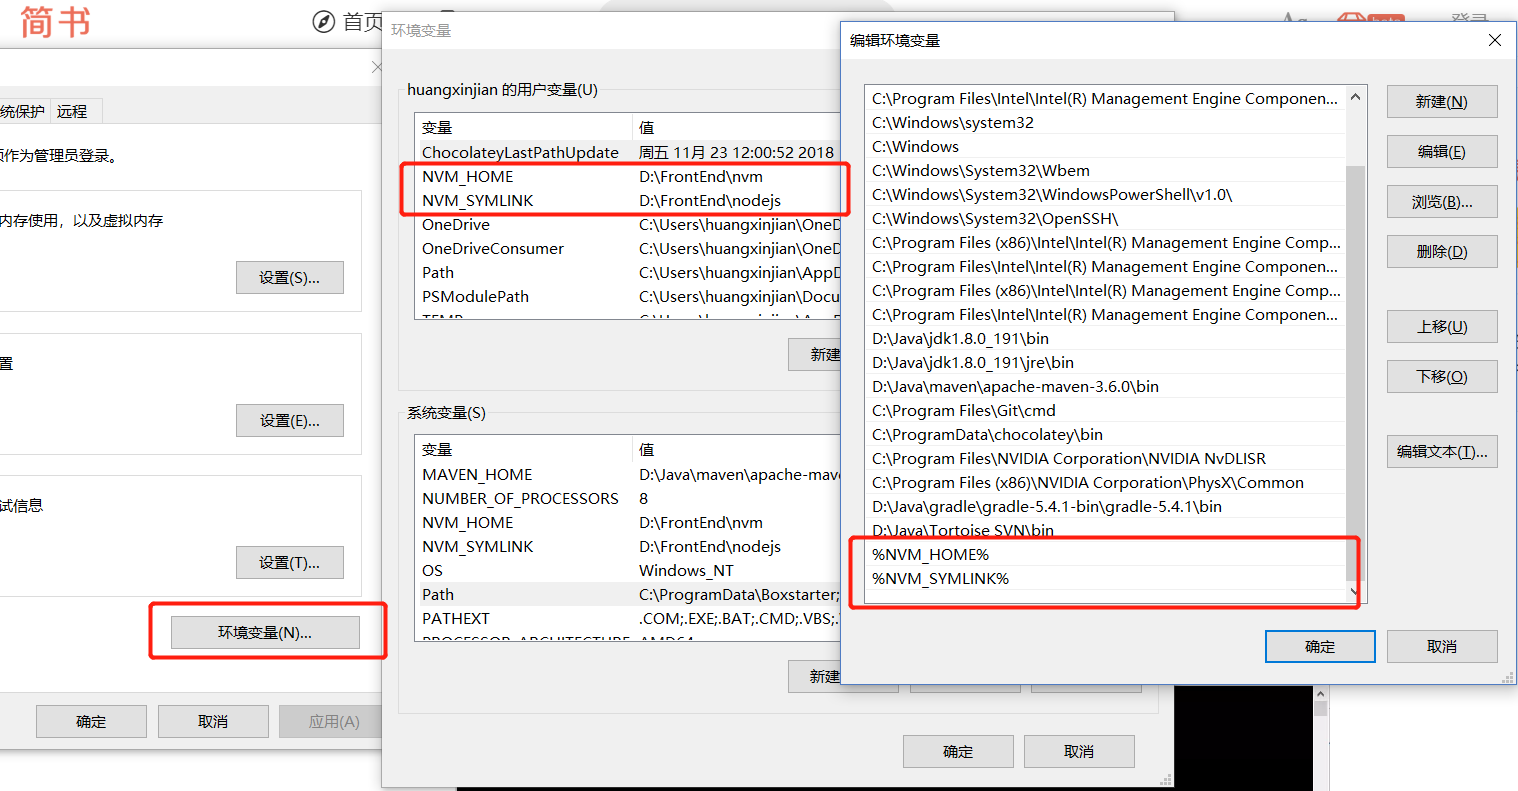 简书
首页
登录
统保护 远程
作为管理员登录。
内存使用，以及虚拟内存
设置(S)...
置
设置(E)...
试信息
设置(T)...
环境变量(N)...
确定 取消 应用(A)
环境变量
huangxinjian 的用户变量(U)
变量 值
ChocolateyLastPathUpdate 周五 11月 23 12:00:52 2018
NVM_HOME D:\FrontEnd\nvm
NVM_SYMLINK D:\FrontEnd\nodejs
OneDrive C:\Users\huangxinjian\OneD
OneDriveConsumer C:\Users\huangxinjian\OneD
Path C:\Users\huangxinjian\AppD
PSModulePath C:\Users\huangxinjian\Docu
新建
系统变量(S)
变量 值
MAVEN_HOME D:\Java\maven\apache-mav
NUMBER_OF_PROCESSORS 8
NVM_HOME D:\FrontEnd\nvm
NVM_SYMLINK D:\FrontEnd\nodejs
OS Windows_NT
Path C:\ProgramData\Boxstarter;
PATHEXT .COM;.EXE;.BAT;.CMD;.VBS;.
PROCESSOR_ARCHITECTURE AMD64
新建
确定 取消
编辑环境变量
C:\Program Files\Intel\Intel(R) Management Engine Componen...
C:\Windows\system32
C:\Windows
C:\Windows\System32\Wbem
C:\Windows\System32\WindowsPowerShell\v1.0\
C:\Windows\System32\OpenSSH\
C:\Program Files (x86)\Intel\Intel(R) Management Engine Comp...
C:\Program Files\Intel\Intel(R) Management Engine Componen...
C:\Program Files (x86)\Intel\Intel(R) Management Engine Comp...
C:\Program Files\Intel\Intel(R) Management Engine Componen...
D:\Java\jdk1.8.0_191\bin
D:\Java\jdk1.8.0_191\jre\bin
D:\Java\maven\apache-maven-3.6.0\bin
C:\Program Files\Git\cmd
C:\ProgramData\chocolatey\bin
C:\Program Files\NVIDIA Corporation\NVIDIA NvDLISR
C:\Program Files (x86)\NVIDIA Corporation\PhysX\Common
D:\Java\gradle\gradle-5.4.1-bin\gradle-5.4.1\bin
D:\Java\Tortoise SVN\bin
%NVM_HOME%
%NVM_SYMLINK%
新建(N)
编辑(E)
浏览(B)...
删除(D)
上移(U)
下移(O)
编辑文本(T)...
确定 取消